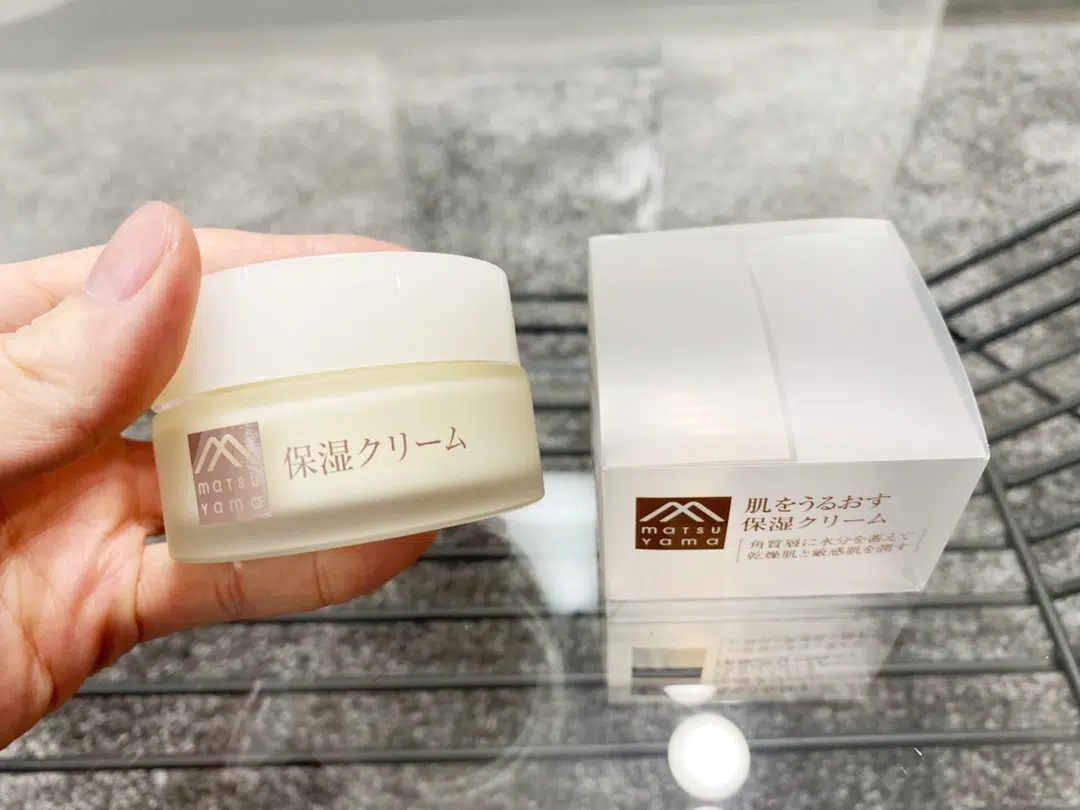 matsu
yama
保湿クリーム
matsu
yama
肌をうるおす
保湿クリーム
角質層に水分を蓄えて
乾燥肌と敏感肌を潤す